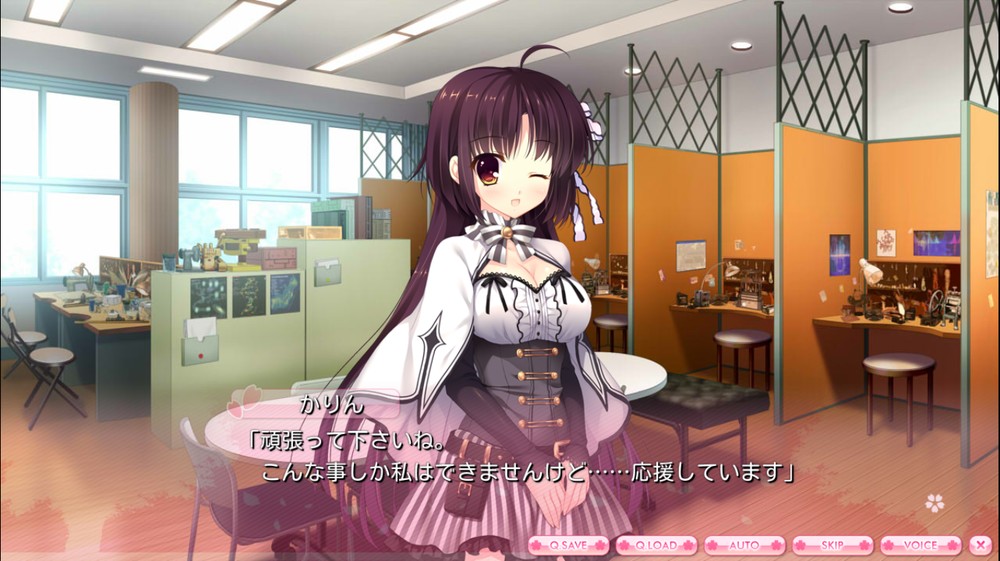 かりん
「頑張って下さいね。
こんな事しか私はできませんけど……応援しています」
Q.SAVE
Q.LOAD
AUTO
SKIP
VOICE
×